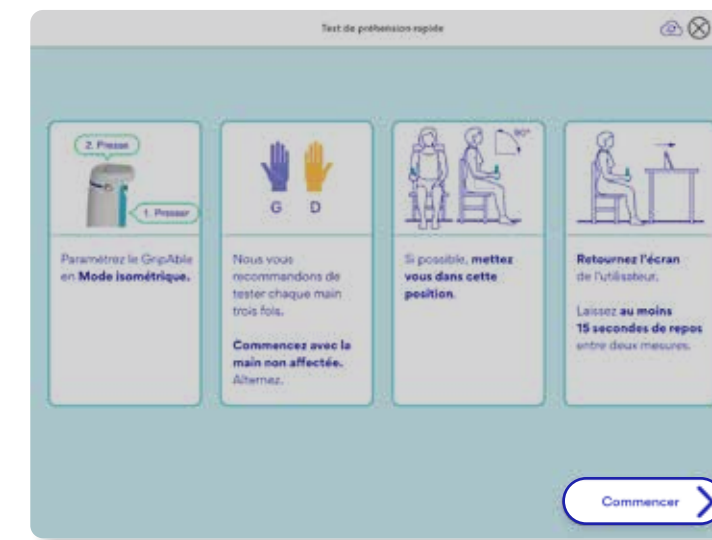 Test de préhension rapide
2. Presse
1. Presser
Paramétrez le GripAble
en Mode isométrique.
G D
Nous vous
recommandons de
tester chaque main
trois fois.
Commencez avec la
main non affectée.
Alternez.
90°
Si possible, mettez
vous dans cette
position.
Retournez l'écran
de l'utilisateur.
Laissez au moins
15 secondes de repos
entre deux mesures.
Commencer